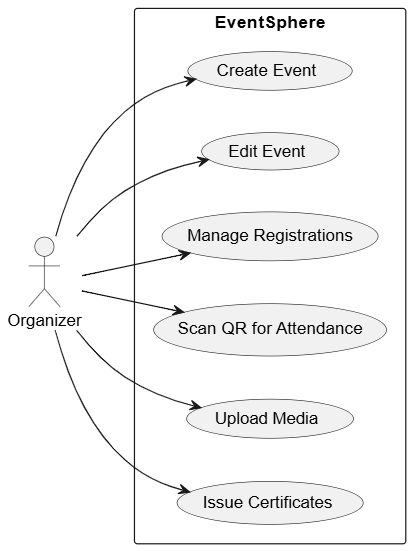 EventSphere
Create Event
Edit Event
Manage Registrations
Scan QR for Attendance
Organizer
Upload Media
Issue Certificates